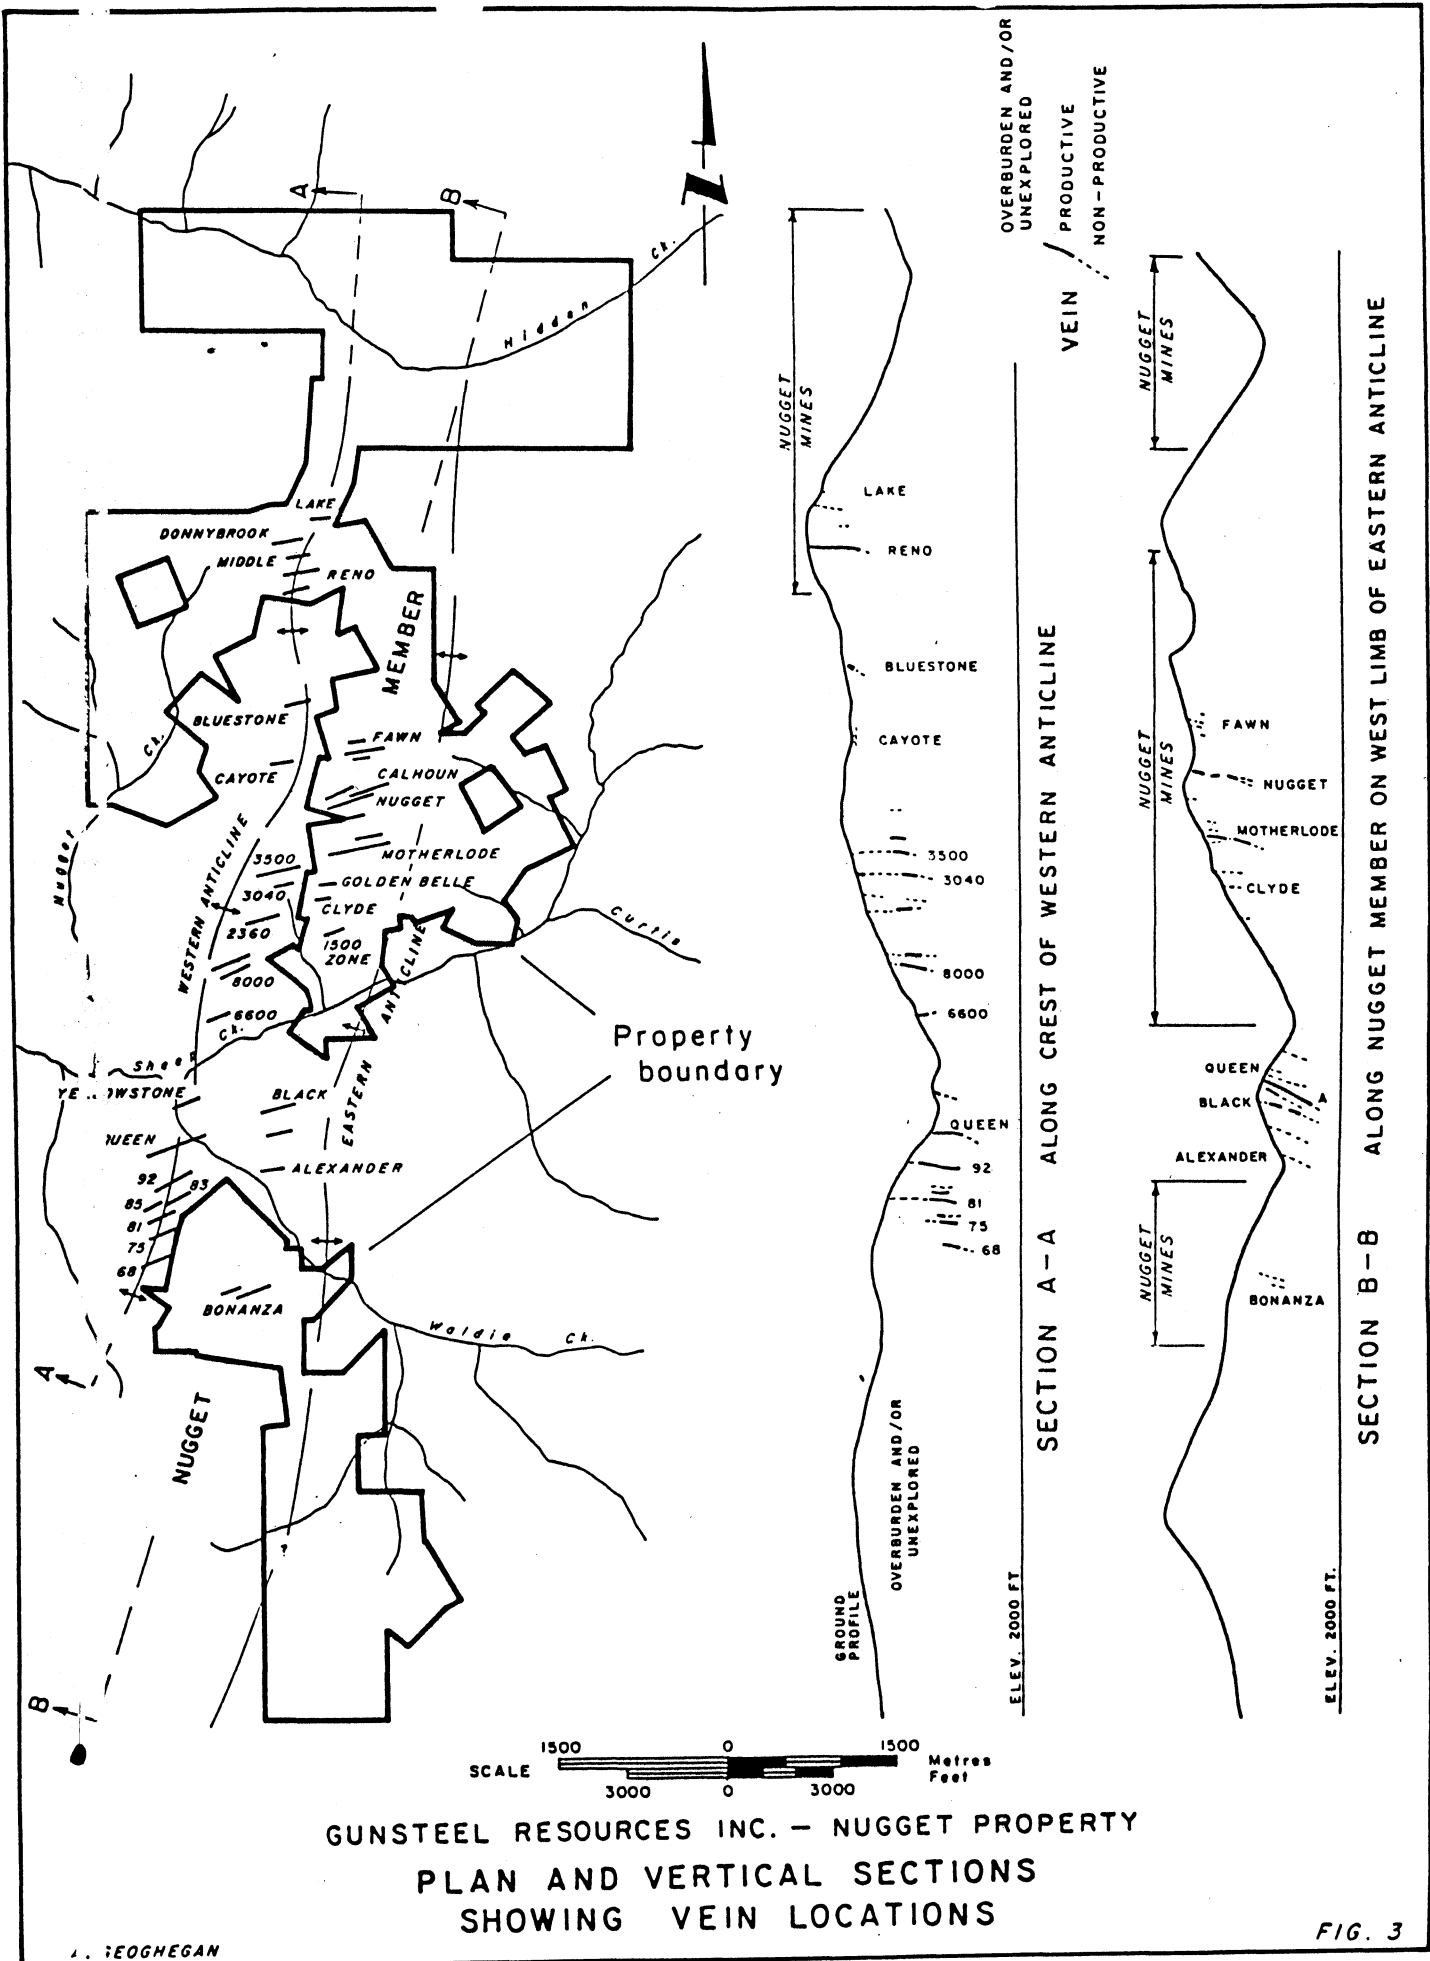 A
B
N
Hidden Ck.
LAKE
DONNYBROOK
MIDDLE
RENO
MEMBER
BLUESTONE
Ck.
FAWN
CAYOTE
CALHOUN
NUGGET
Nugget
WESTERN ANTICLINE
MOTHERLODE
3500
GOLDEN BELLE
3040
CLYDE
2360
1500
ZONE
Curtis
8000
6600
EASTERN ANTICLINE
Ck.
Property
boundary
BLACK
ALEXANDER
92
83
85
81
75
68
BONANZA
Waldie Ck.
A
NUGGET
?
B
OVERBURDEN AND/OR
UNEXPLORED
VEIN
PRODUCTIVE
NON-PRODUCTIVE
NUGGET
MINES
LAKE
RENO
BLUESTONE
CAYOTE
3500
3040
8000
6600
QUEEN
92
81
75
68
OVERBURDEN AND/OR
UNEXPLORED
GROUND
PROFILE
ELEV. 2000 FT
SECTION A-A ALONG CREST OF WESTERN ANTICLINE
NUGGET
MINES
NUGGET
MINES
FAWN
NUGGET
MOTHERLODE
CLYDE
QUEEN
A
BLACK
ALEXANDER
NUGGET
MINES
BONANZA
ELEV. 2000 FT.
SECTION B-B ALONG NUGGET MEMBER ON WEST LIMB OF EASTERN ANTICLINE
1500 0 1500
SCALE
Metres
Feet
3000 0 3000
GUNSTEEL RESOURCES INC. — NUGGET PROPERTY
PLAN AND VERTICAL SECTIONS
SHOWING VEIN LOCATIONS
FIG. 3